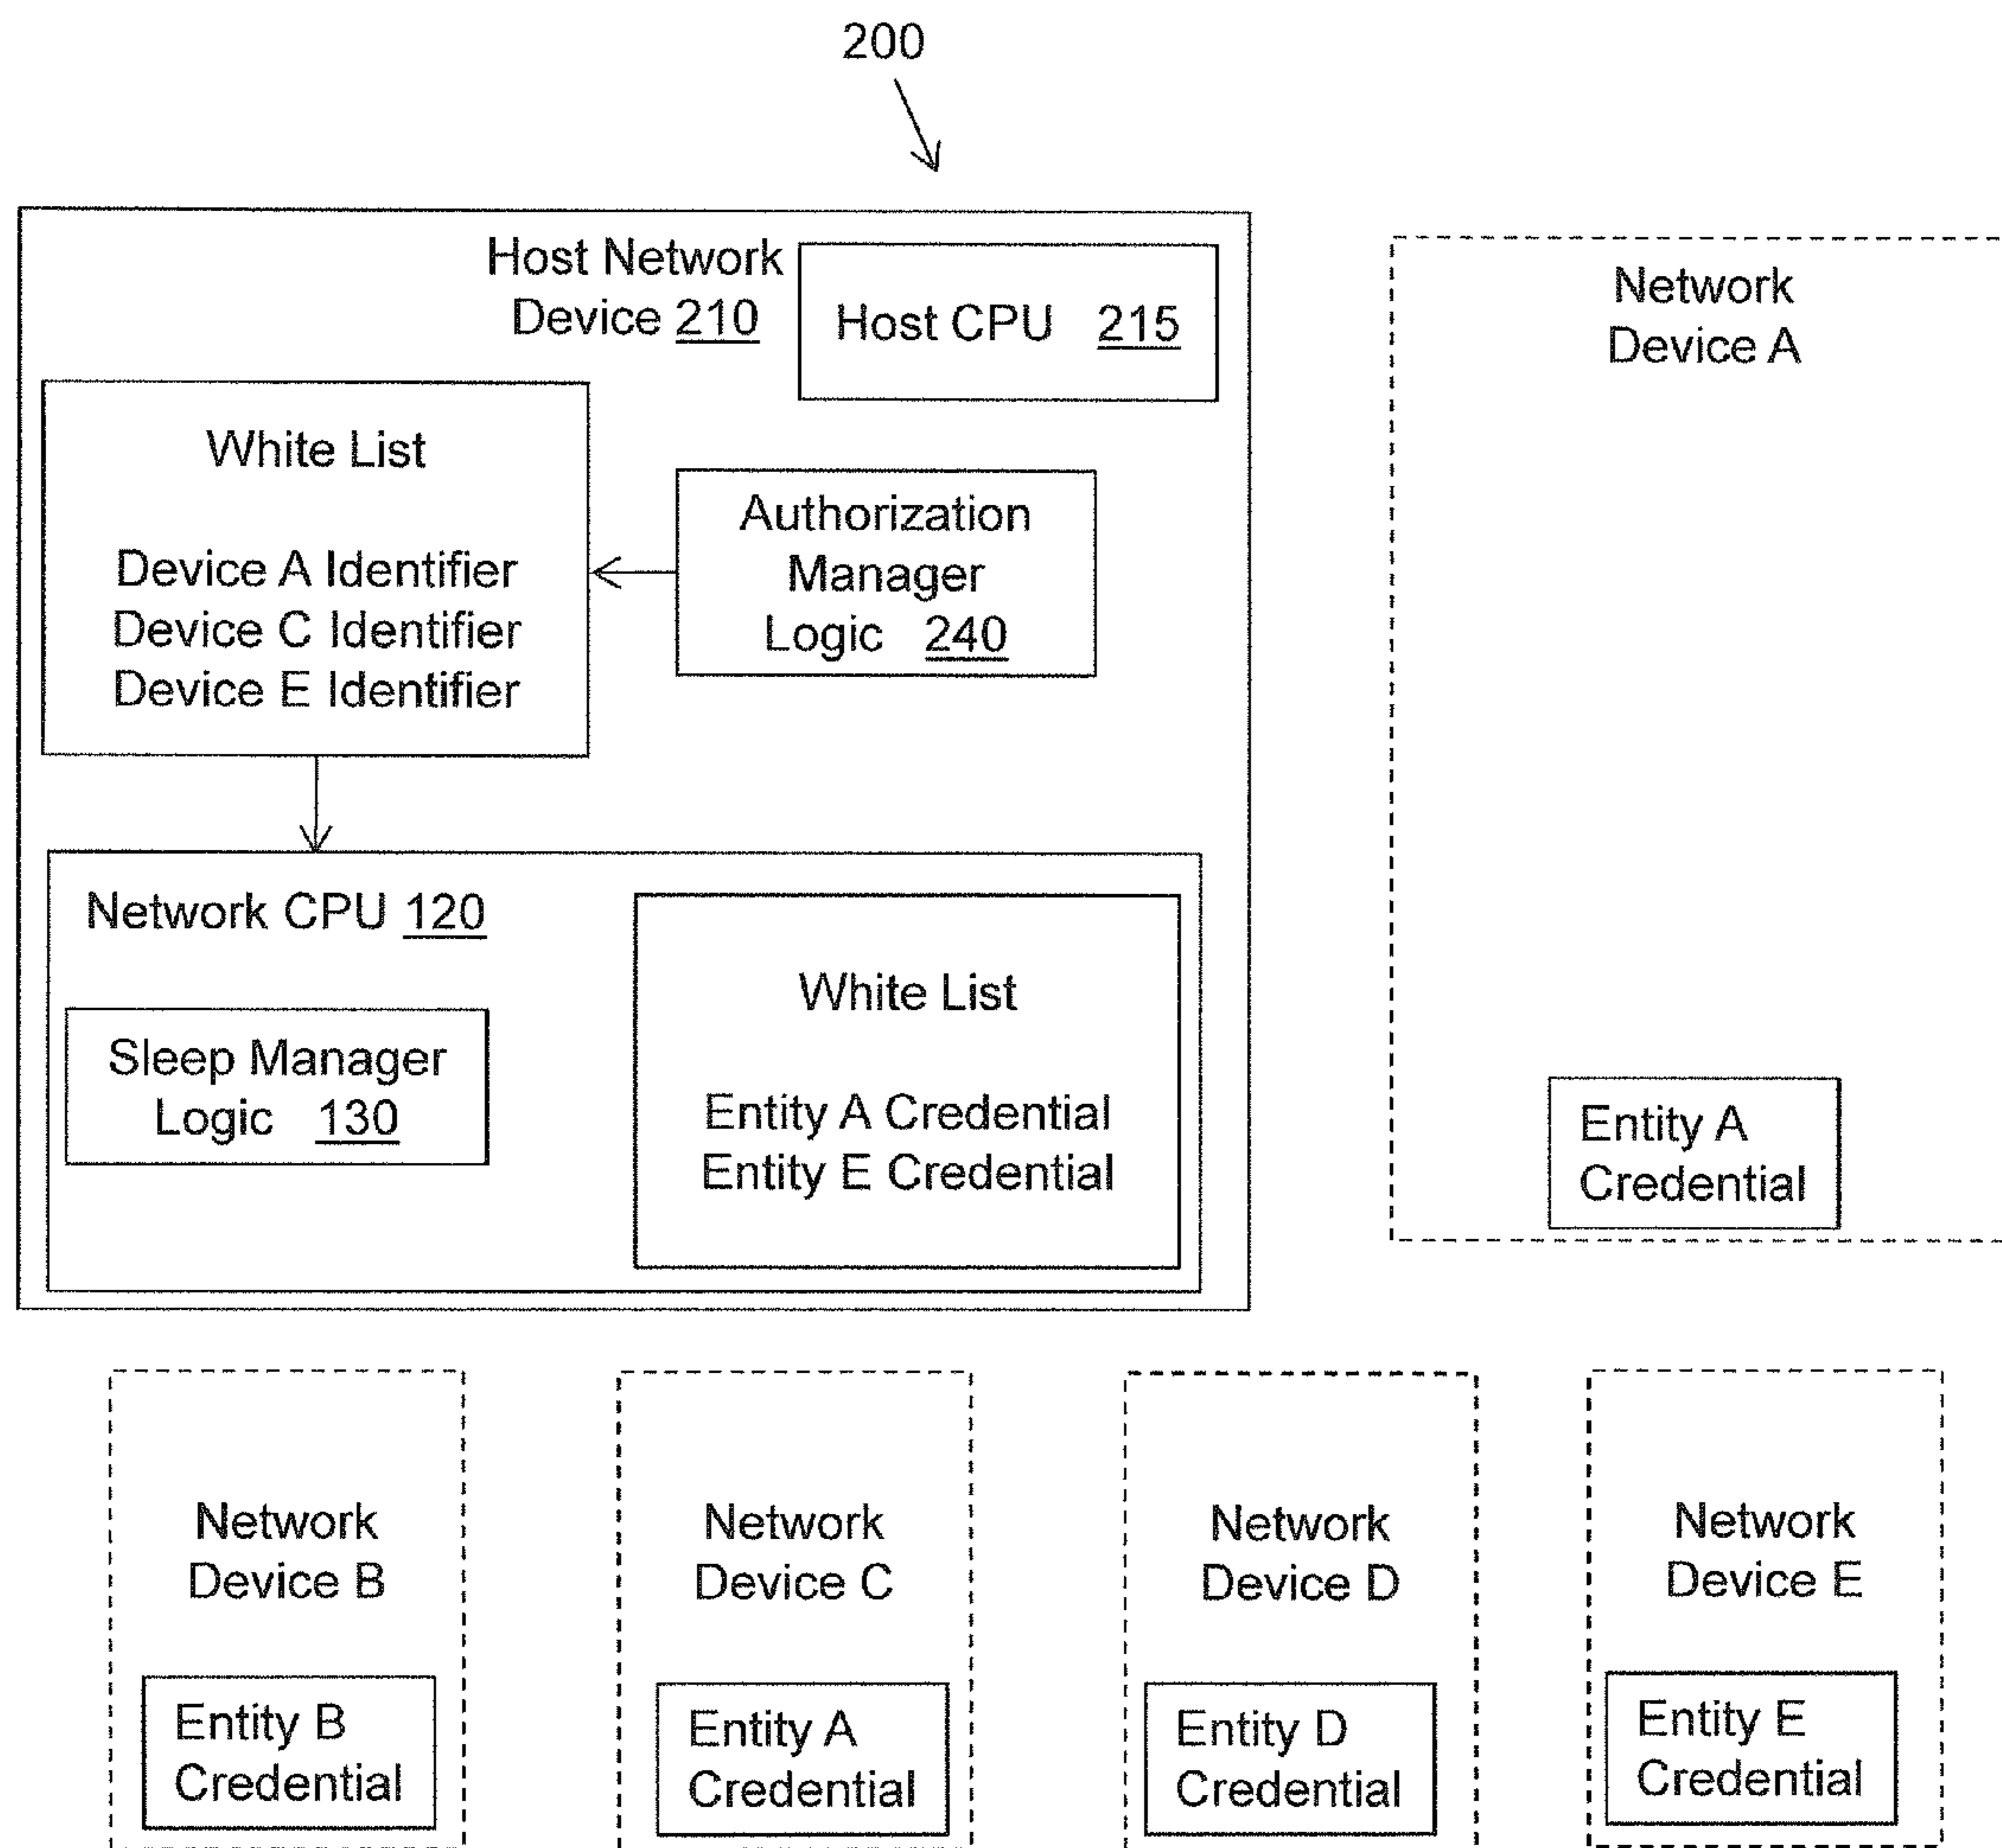 200
Host Network
Device 210
Host CPU 215
Network
Device A
White List
Device A Identifier
Device C Identifier
Device E Identifier
Authorization
Manager
Logic 240
Network CPU 120
Sleep Manager
Logic 130
White List
Entity A Credential
Entity E Credential
Entity A
Credential
Network
Device B
Entity B
Credential
Network
Device C
Entity A
Credential
Network
Device D
Entity D
Credential
Network
Device E
Entity E
Credential